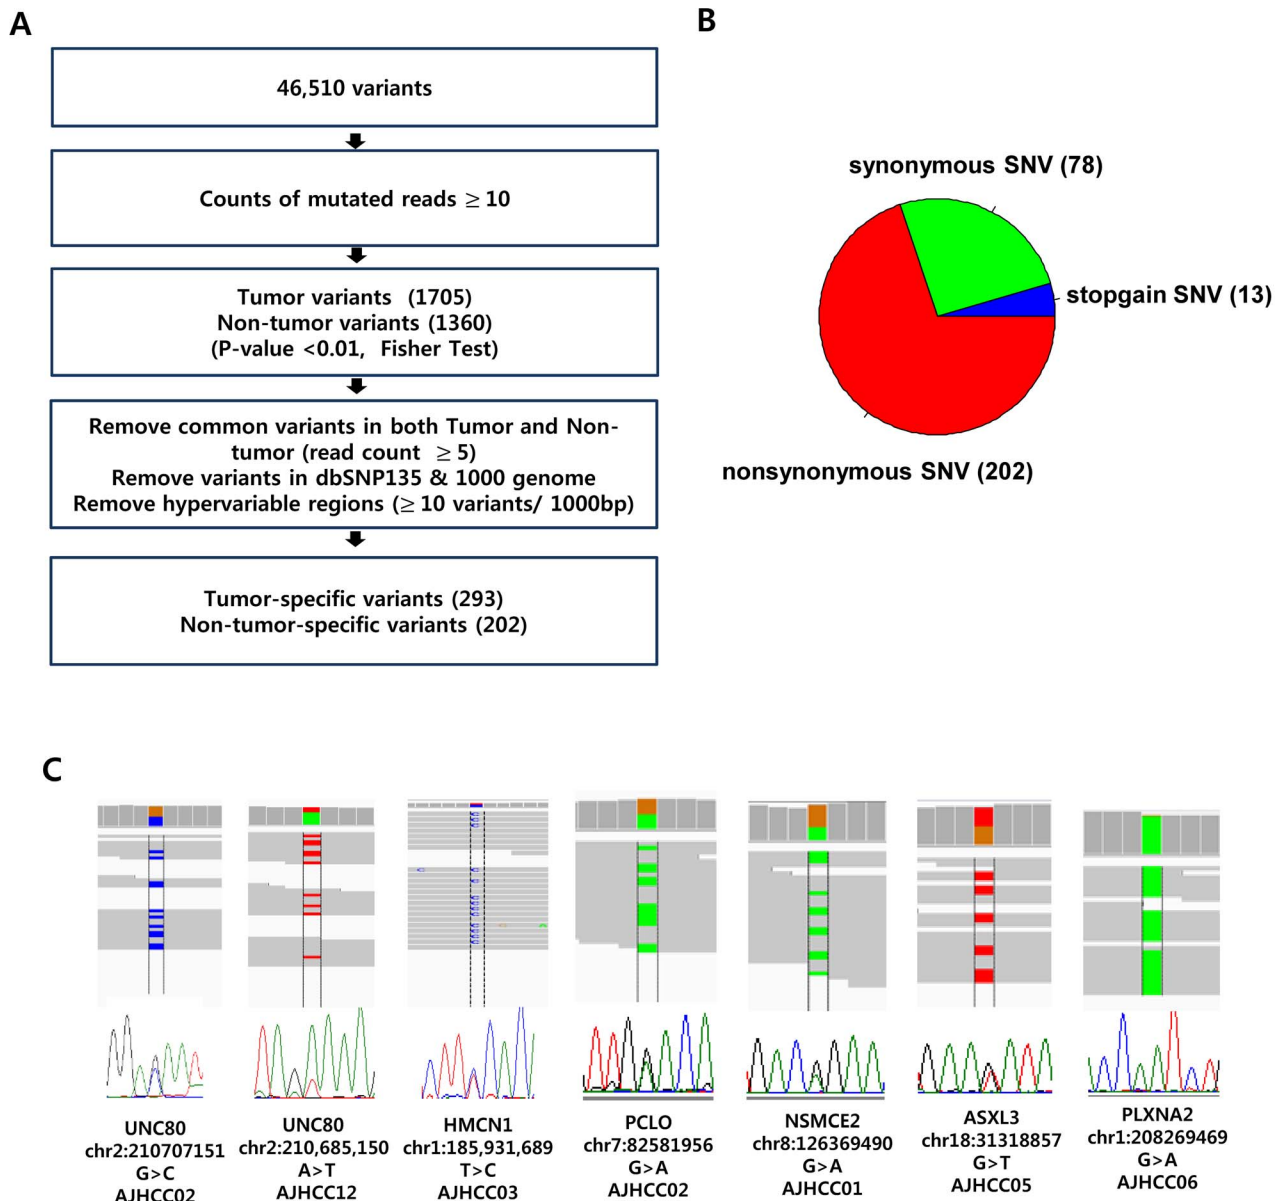 A
46,510 variants
Counts of mutated reads ≥ 10
Tumor variants (1705)
Non-tumor variants (1360)
(P-value <0.01, Fisher Test)
Remove common variants in both Tumor and Non-
tumor (read count ≥ 5)
Remove variants in dbSNP135 & 1000 genome
Remove hypervariable regions (≥ 10 variants/ 1000bp)
Tumor-specific variants (293)
Non-tumor-specific variants (202)
B
synonymous SNV (78)
stopgain SNV (13)
nonsynonymous SNV (202)
C
UNC80
chr2:210707151
G>C
AJHCC02
UNC80
chr2:210,685,150
A>T
AJHCC12
HMCN1
chr1:185,931,689
T>C
AJHCC03
PCLO
chr7:82581956
G>A
AJHCC02
NSMCE2
chr8:126369490
G>A
AJHCC01
ASXL3
chr18:31318857
G>T
AJHCC05
PLXNA2
chr1:208269469
G>A
AJHCC06